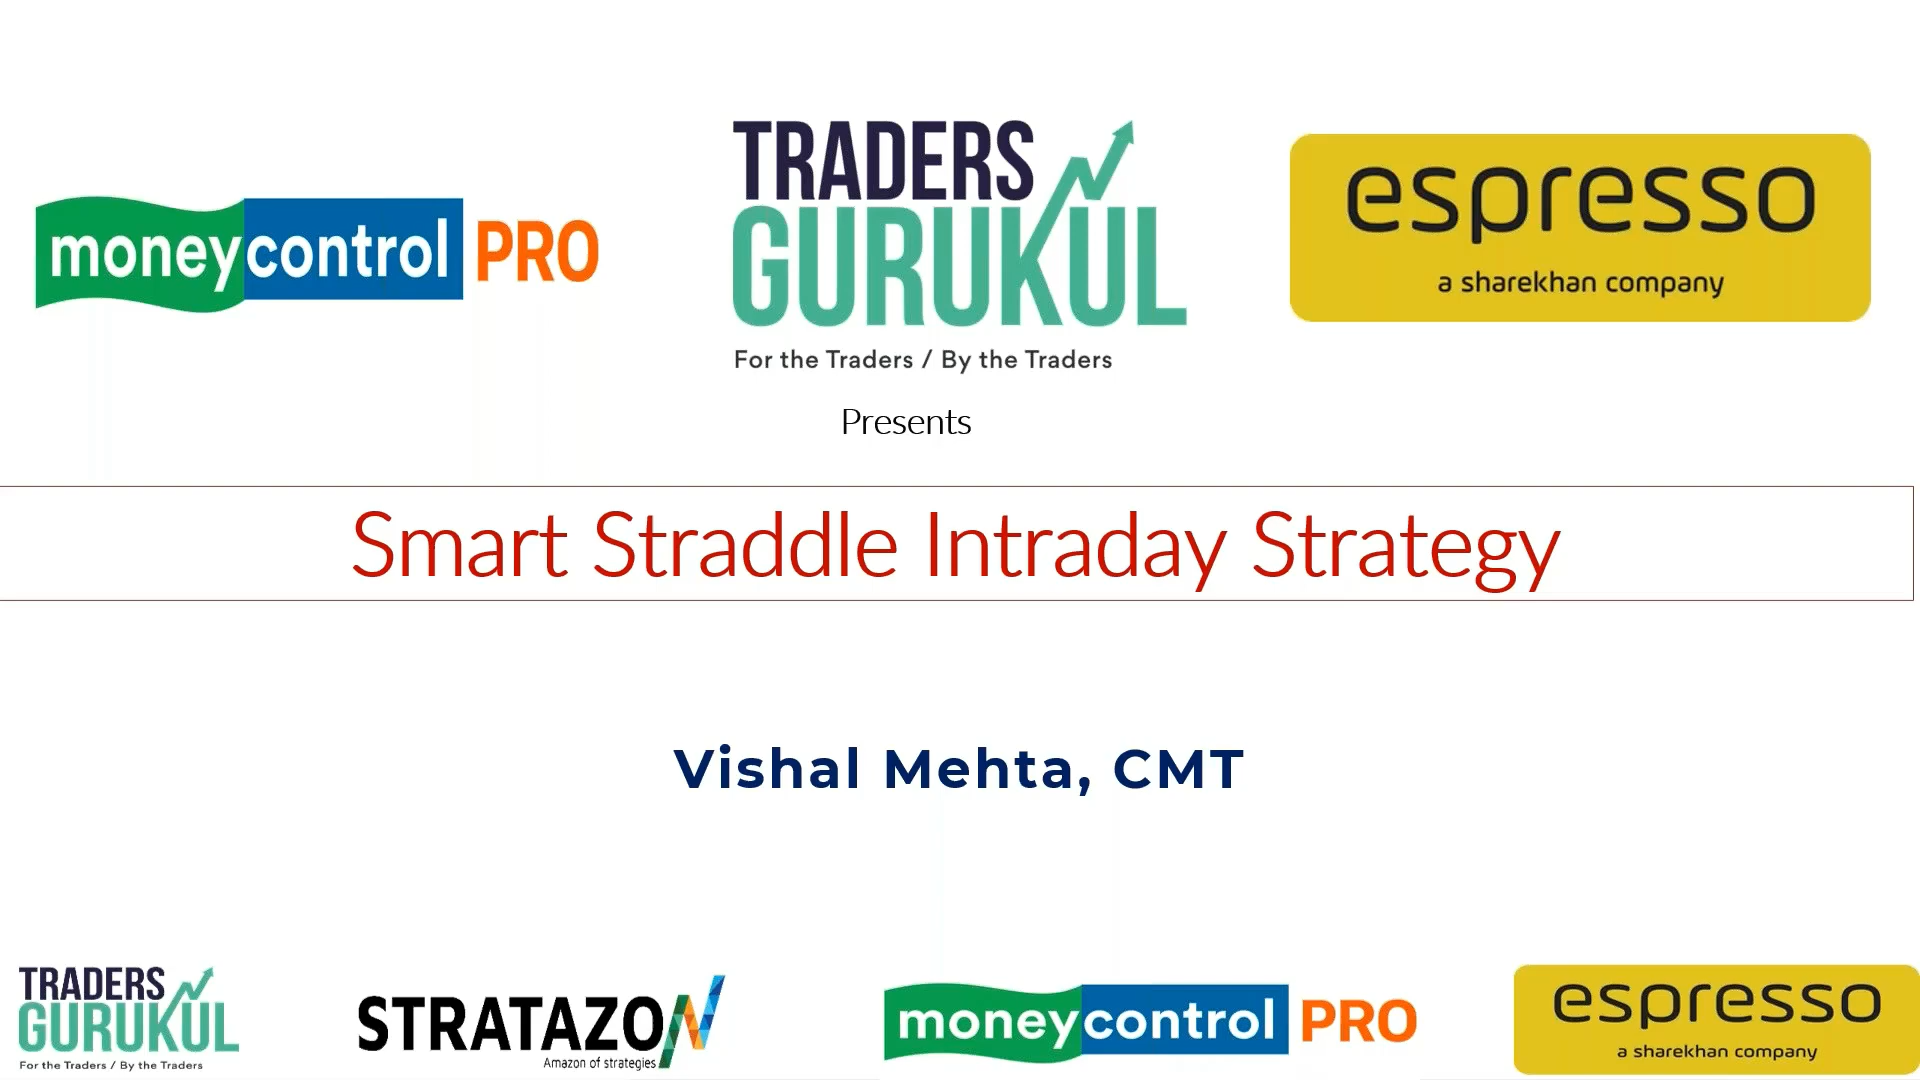 moneycontrol PRO
TRADERS
GURUKUL
For the Traders / By the Traders
espresso
a sharekhan company
Presents
Smart Straddle Intraday Strategy
Vishal Mehta, CMT
TRADERS
GURUKUL
For the Traders / By the Traders
STRATAZON
Amazon of strategies
moneycontrol PRO
espresso
a sharekhan company